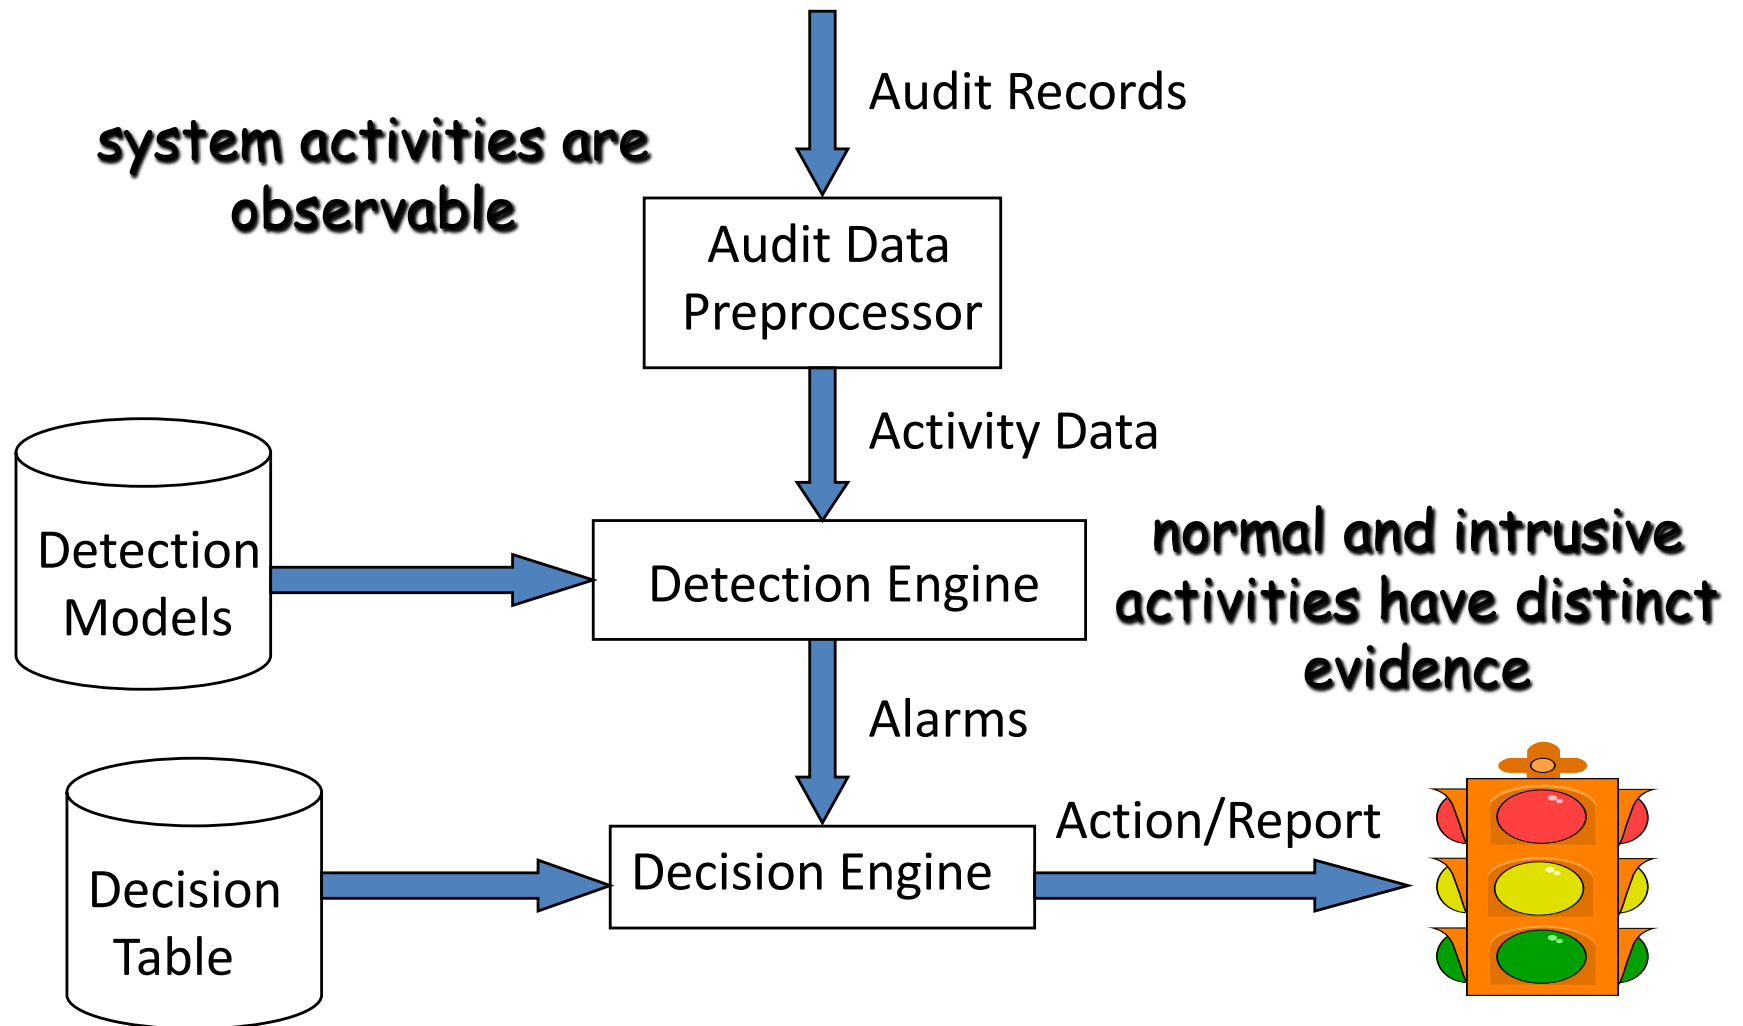 Audit Records
system activities are
observable
Audit Data
Preprocessor
Activity Data
Detection
Models
Detection Engine
normal and intrusive
activities have distinct
evidence
Alarms
Action/Report
Decision Engine
Decision
Table